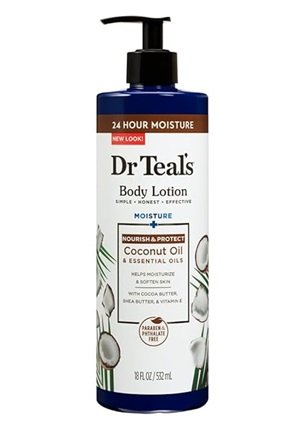 24 HOUR MOISTURE
NEW LOOK!
Dr Teal's
Body Lotion
SIMPLE • HONEST • EFFECTIVE
MOISTURE
+
NOURISH & PROTECT
Coconut Oil
& ESSENTIAL OILS
HELPS MOISTURIZE
& SOFTEN SKIN
WITH COCOA BUTTER,
SHEA BUTTER, & VITAMIN E
PARABEN &
PHTHALATE
FREE
18 FL OZ / 532 mL